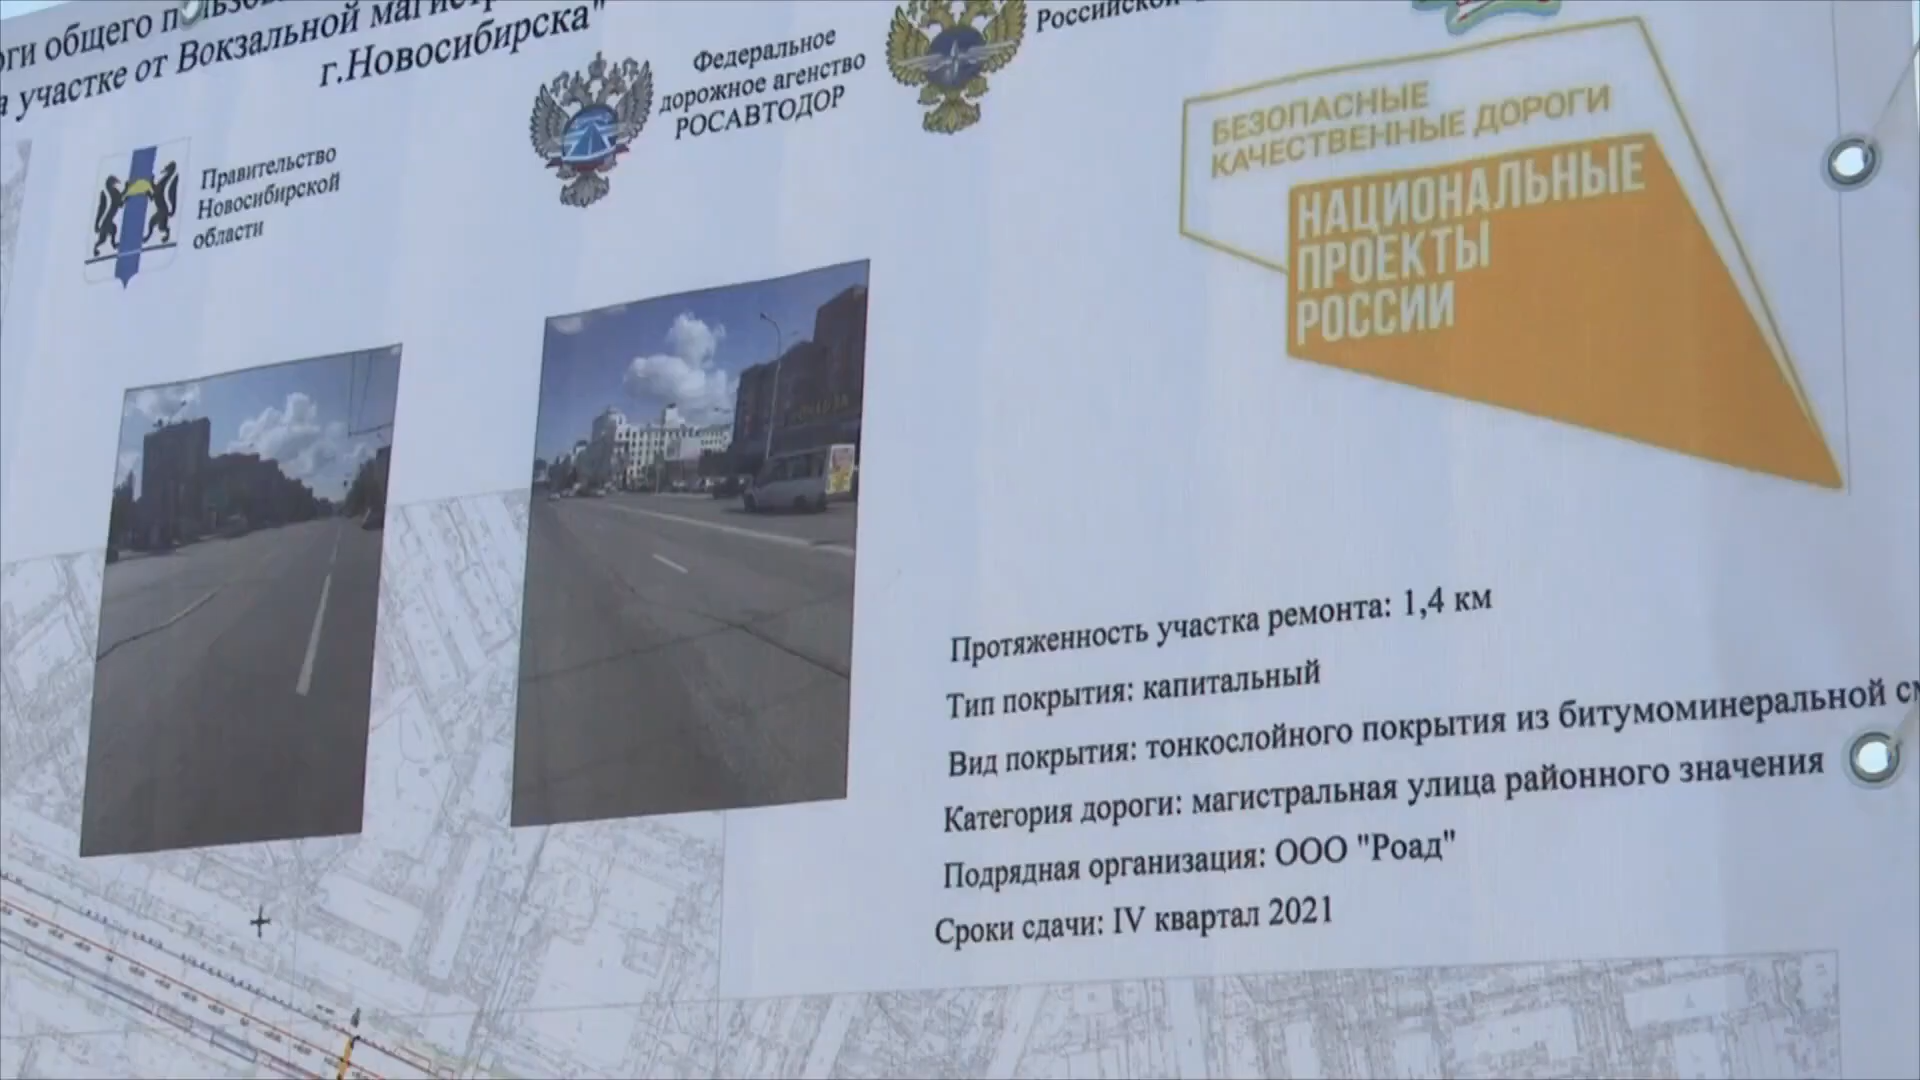 общего
участке от Вокзальной
г.Новосибирска"
Правительство
Новосибирской
области
Федеральное
дорожное агенство
РОСАВТОДОР
Российской
БЕЗОПАСНЫЕ
КАЧЕСТВЕННЫЕ ДОРОГИ
НАЦИОНАЛЬНЫЕ
ПРОЕКТЫ
РОССИИ
Протяженность участка ремонта: 1,4 км
Тип покрытия: капитальный
Вид покрытия: тонкослойного покрытия из битумоминеральной
Категория дороги: магистральная улица районного значения
Подрядная организация: ООО "Роад"
Сроки сдачи: IV квартал 2021